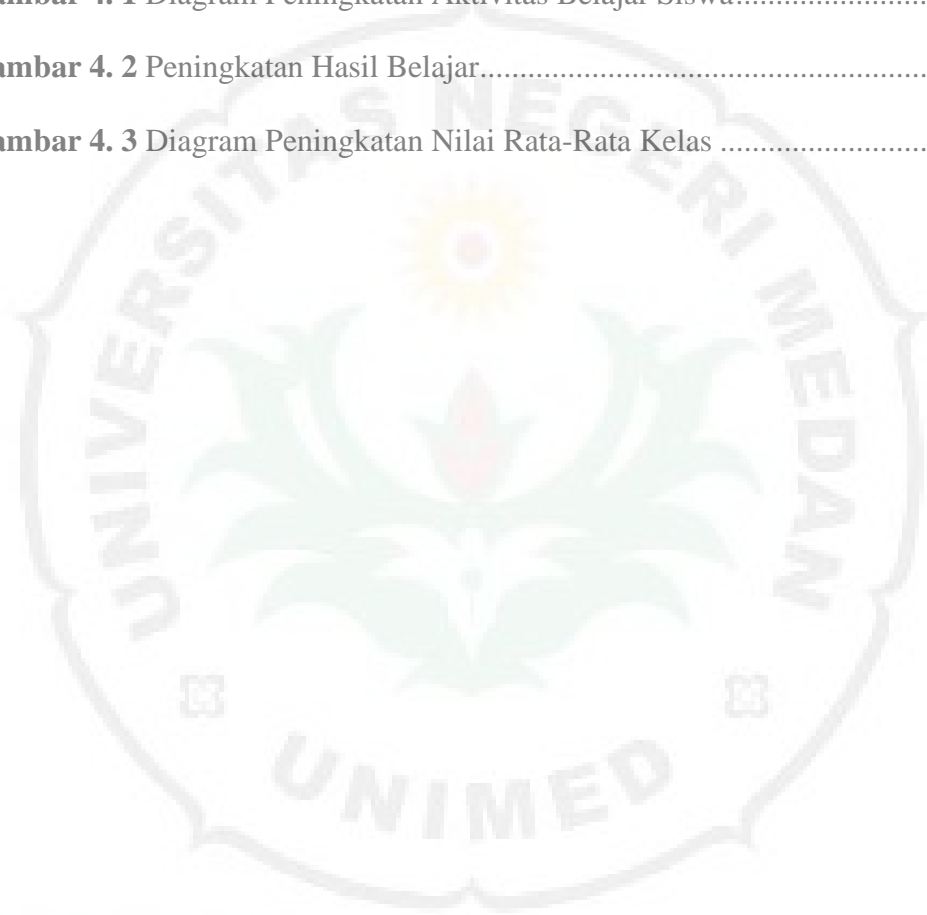 ambar 4. 1 Diagram Peningkatan Aktivitas Belajar Siswa............................
ambar 4. 2 Peningkatan Hasil Belajar.........................................................
ambar 4. 3 Diagram Peningkatan Nilai Rata-Rata Kelas ..........................
UNIVERSITAS NEGERI MEDAN
UNIMED